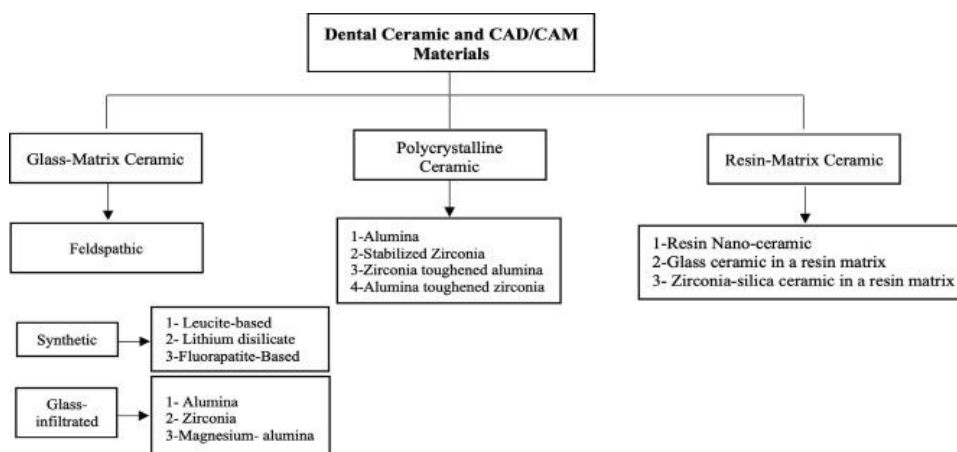 Dental Ceramic and CAD/CAM
Materials
Glass-Matrix Ceramic
Polycrystalline
Ceramic
Resin-Matrix Ceramic
Feldspathic
1-Alumina
2-Stabilized Zirconia
3-Zirconia toughened alumina
4-Alumina toughened zirconia
1-Resin Nano-ceramic
2-Glass ceramic in a resin matrix
3- Zirconia-silica ceramic in a resin matrix
Synthetic
1- Leucite-based
2- Lithium disilicate
3-Fluorapatite-Based
Glass-
infiltrated
1- Alumina
2- Zirconia
3-Magnesium- alumina